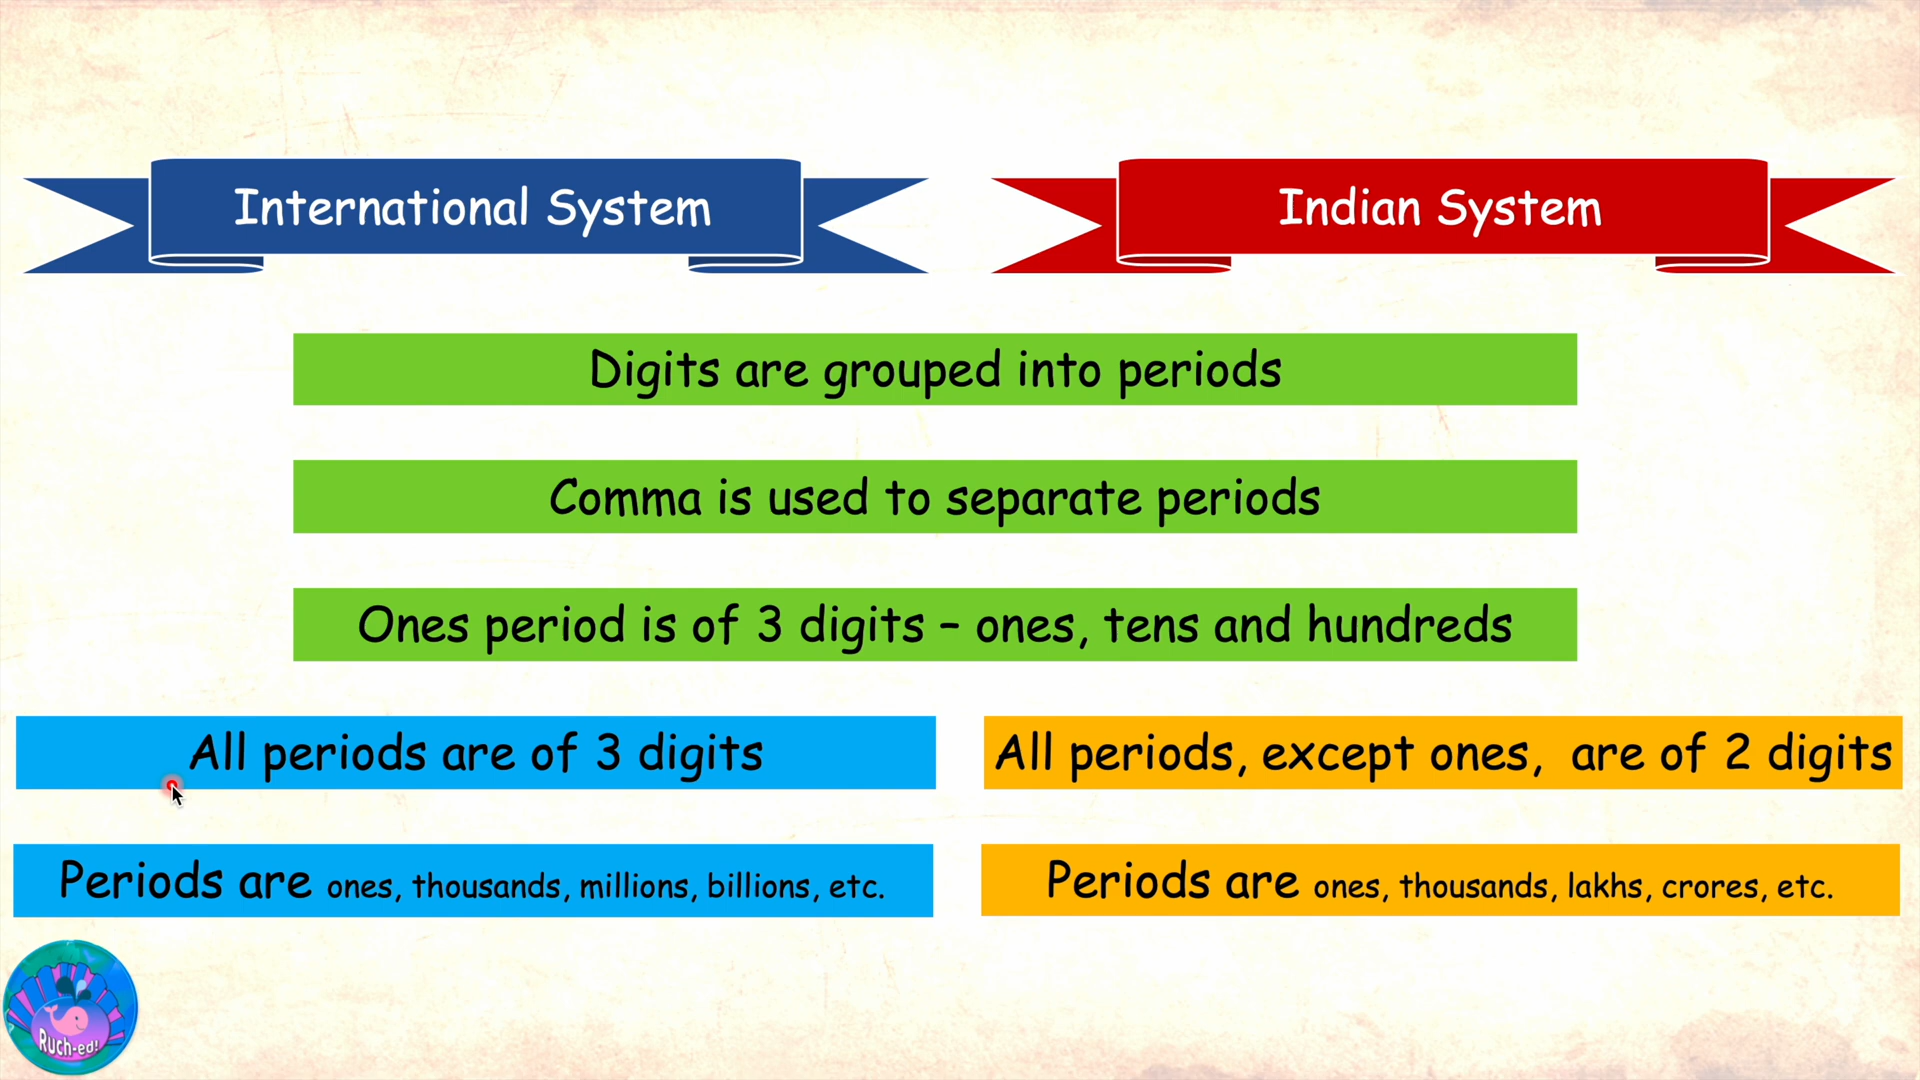 International System
Indian System
Digits are grouped into periods
Comma is used to separate periods
Ones period is of 3 digits – ones, tens and hundreds
All periods are of 3 digits
All periods, except ones, are of 2 digits
Periods are ones, thousands, millions, billions, etc.
Periods are ones, thousands, lakhs, crores, etc.
Ruch-ed!